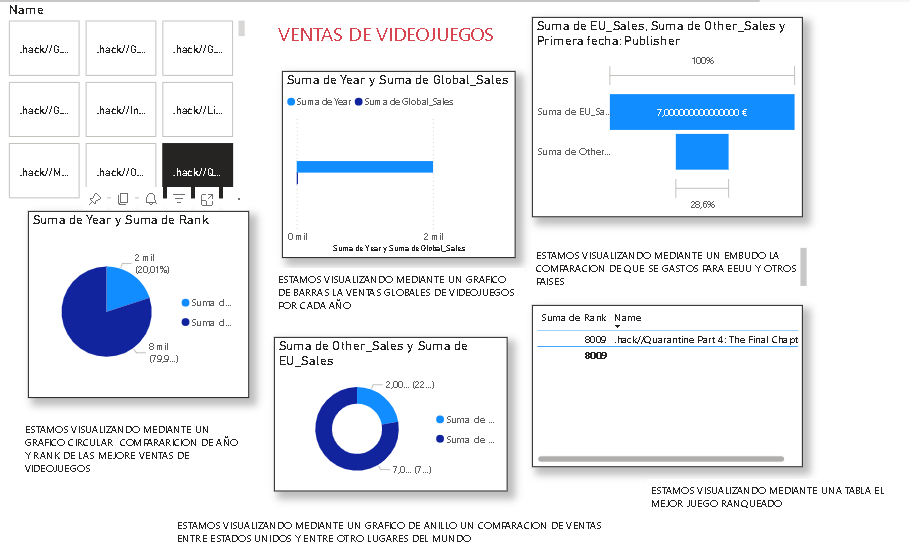 Name
.hack//G...
.hack//G...
.hack//G...
.hack//G...
.hack//In...
.hack//Li...
.hack//M...
.hack//O...
.hack//Q...
VENTAS DE VIDEOJUEGOS
Suma de Year y Suma de Global_Sales
Suma de Year
Suma de Global_Sales
0 mil
2 mil
Suma de Year y Suma de Global_Sales
ESTAMOS VISUALIZANDO MEDIANTE UN GRAFICO
DE BARRAS LA VENTAS GLOBALES DE VIDEOJUEGOS
POR CADA AÑO
Suma de EU_Sales, Suma de Other_Sales y
Primera fecha: Publisher
100%
Suma de EU_Sa...
7,000000000000000 €
Suma de Other...
28,6%
ESTAMOS VISUALIZANDO MEDIANTE UN EMBUDO LA
COMPARACION DE QUE SE GASTOS PARA EEUU Y OTROS
PAISES
Suma de Year y Suma de Rank
2 mil
(20,01%)
Suma d...
Suma d...
8 mil
(79,9...)
ESTAMOS VISUALIZANDO MEDIANTE UN
GRAFICO CIRCULAR COMPARARICION DE AÑO
Y RANK DE LAS MEJORE VENTAS DE
VIDEOJUEGOS
Suma de Other_Sales y Suma de
EU_Sales
2,00... (22...)
Suma de ...
Suma de ...
7,0... (7...)
ESTAMOS VISUALIZANDO MEDIANTE UN GRAFICO DE ANILLO UN COMPARACION DE VENTAS
ENTRE ESTADOS UNIDOS Y ENTRE OTRO LUGARES DEL MUNDO
Suma de Rank Name
8009 .hack//Quarantine Part 4: The Final Chapt
8009
ESTAMOS VISUALIZANDO MEDIANTE UNA TABLA EL
MEJOR JUEGO RANQUEADO